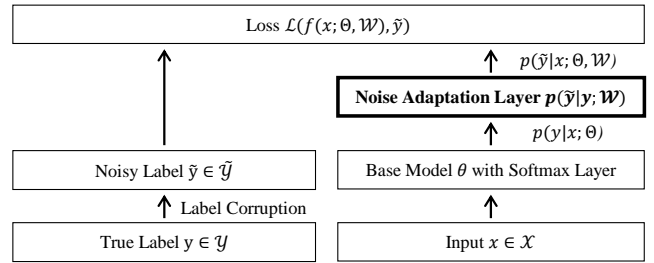 Loss ℒ(f(x; Θ, 𝒲), ỹ)
p(ỹ|x; Θ, 𝒲)
Noise Adaptation Layer p(ỹ|y; 𝒲)
p(y|x; Θ)
Noisy Label ỹ ∈ 𝒴̃
Base Model θ with Softmax Layer
Label Corruption
True Label y ∈ 𝒴
Input x ∈ 𝒳